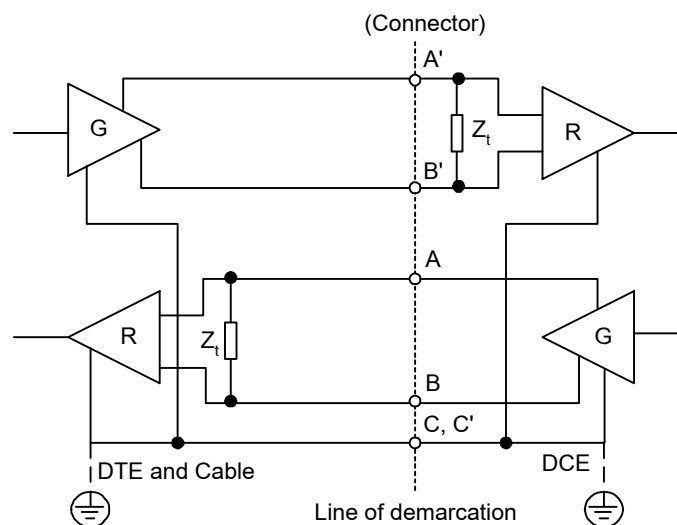 (Connector)
A'
G
Zt
R
B'
A
R
Zt
G
B
C, C'
DTE and Cable
DCE
Line of demarcation